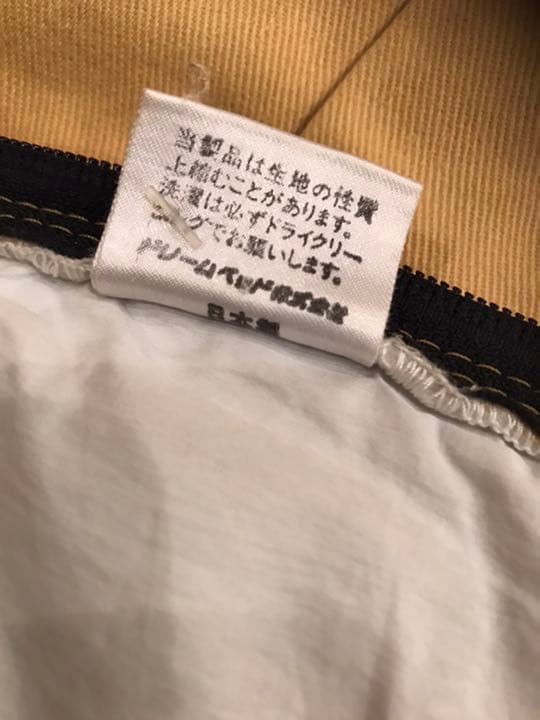 当製品は生地の性質
上縮むことがあります。
洗濯は必ずドライクリー
ニングでお願いします。
ドリームベッド株式会社
日本製